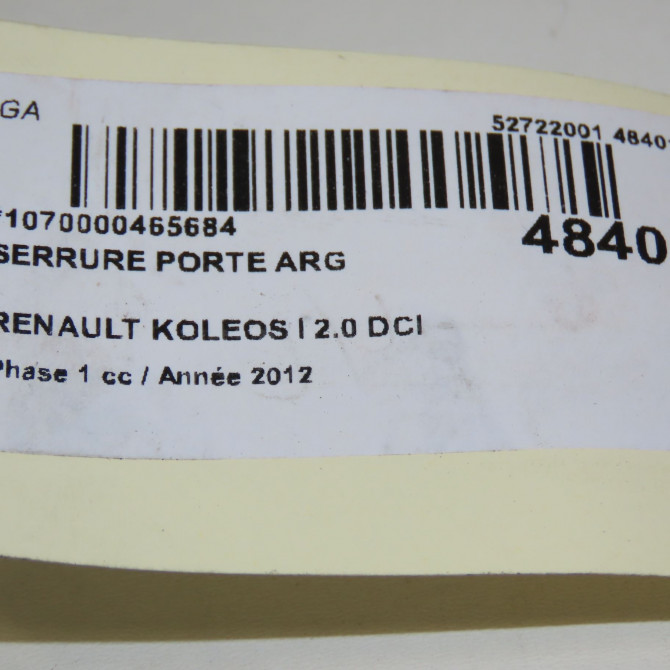 GA
52722001 4840
*1070000465684
4840
SERRURE PORTE ARG
RENAULT KOLEOS I 2.0 DCI
Phase 1 cc / Année 2012